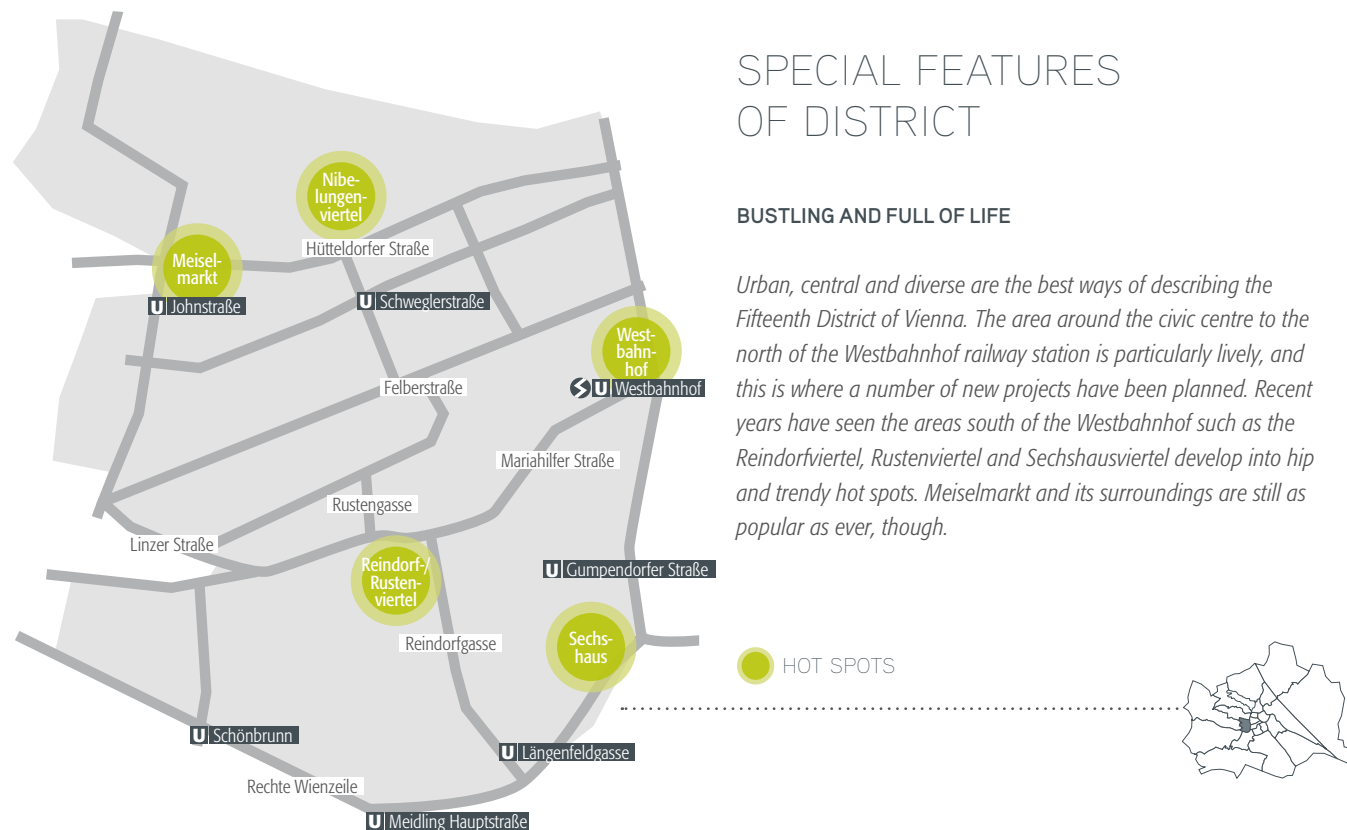 SPECIAL FEATURES
OF DISTRICT
BUSTLING AND FULL OF LIFE
Urban, central and diverse are the best ways of describing the
Fifteenth District of Vienna. The area around the civic centre to the
north of the Westbahnhof railway station is particularly lively, and
this is where a number of new projects have been planned. Recent
years have seen the areas south of the Westbahnhof such as the
Reindorfviertel, Rustenviertel and Sechshausviertel develop into hip
and trendy hot spots. Meiselmarkt and its surroundings are still as
popular as ever, though.
HOT SPOTS
Nibe-
lungen-
viertel
Hütteldorfer Straße
Meisel-
markt
U Johnstraße
U Schweglerstraße
West-
bahn-
hof
S U Westbahnhof
Felberstraße
Mariahilfer Straße
Rustengasse
Linzer Straße
Reindorf-/
Rusten-
viertel
U Gumpendorfer Straße
Reindorfgasse
Sechs-
haus
U Schönbrunn
U Längenfeldgasse
Rechte Wienzeile
U Meidling Hauptstraße